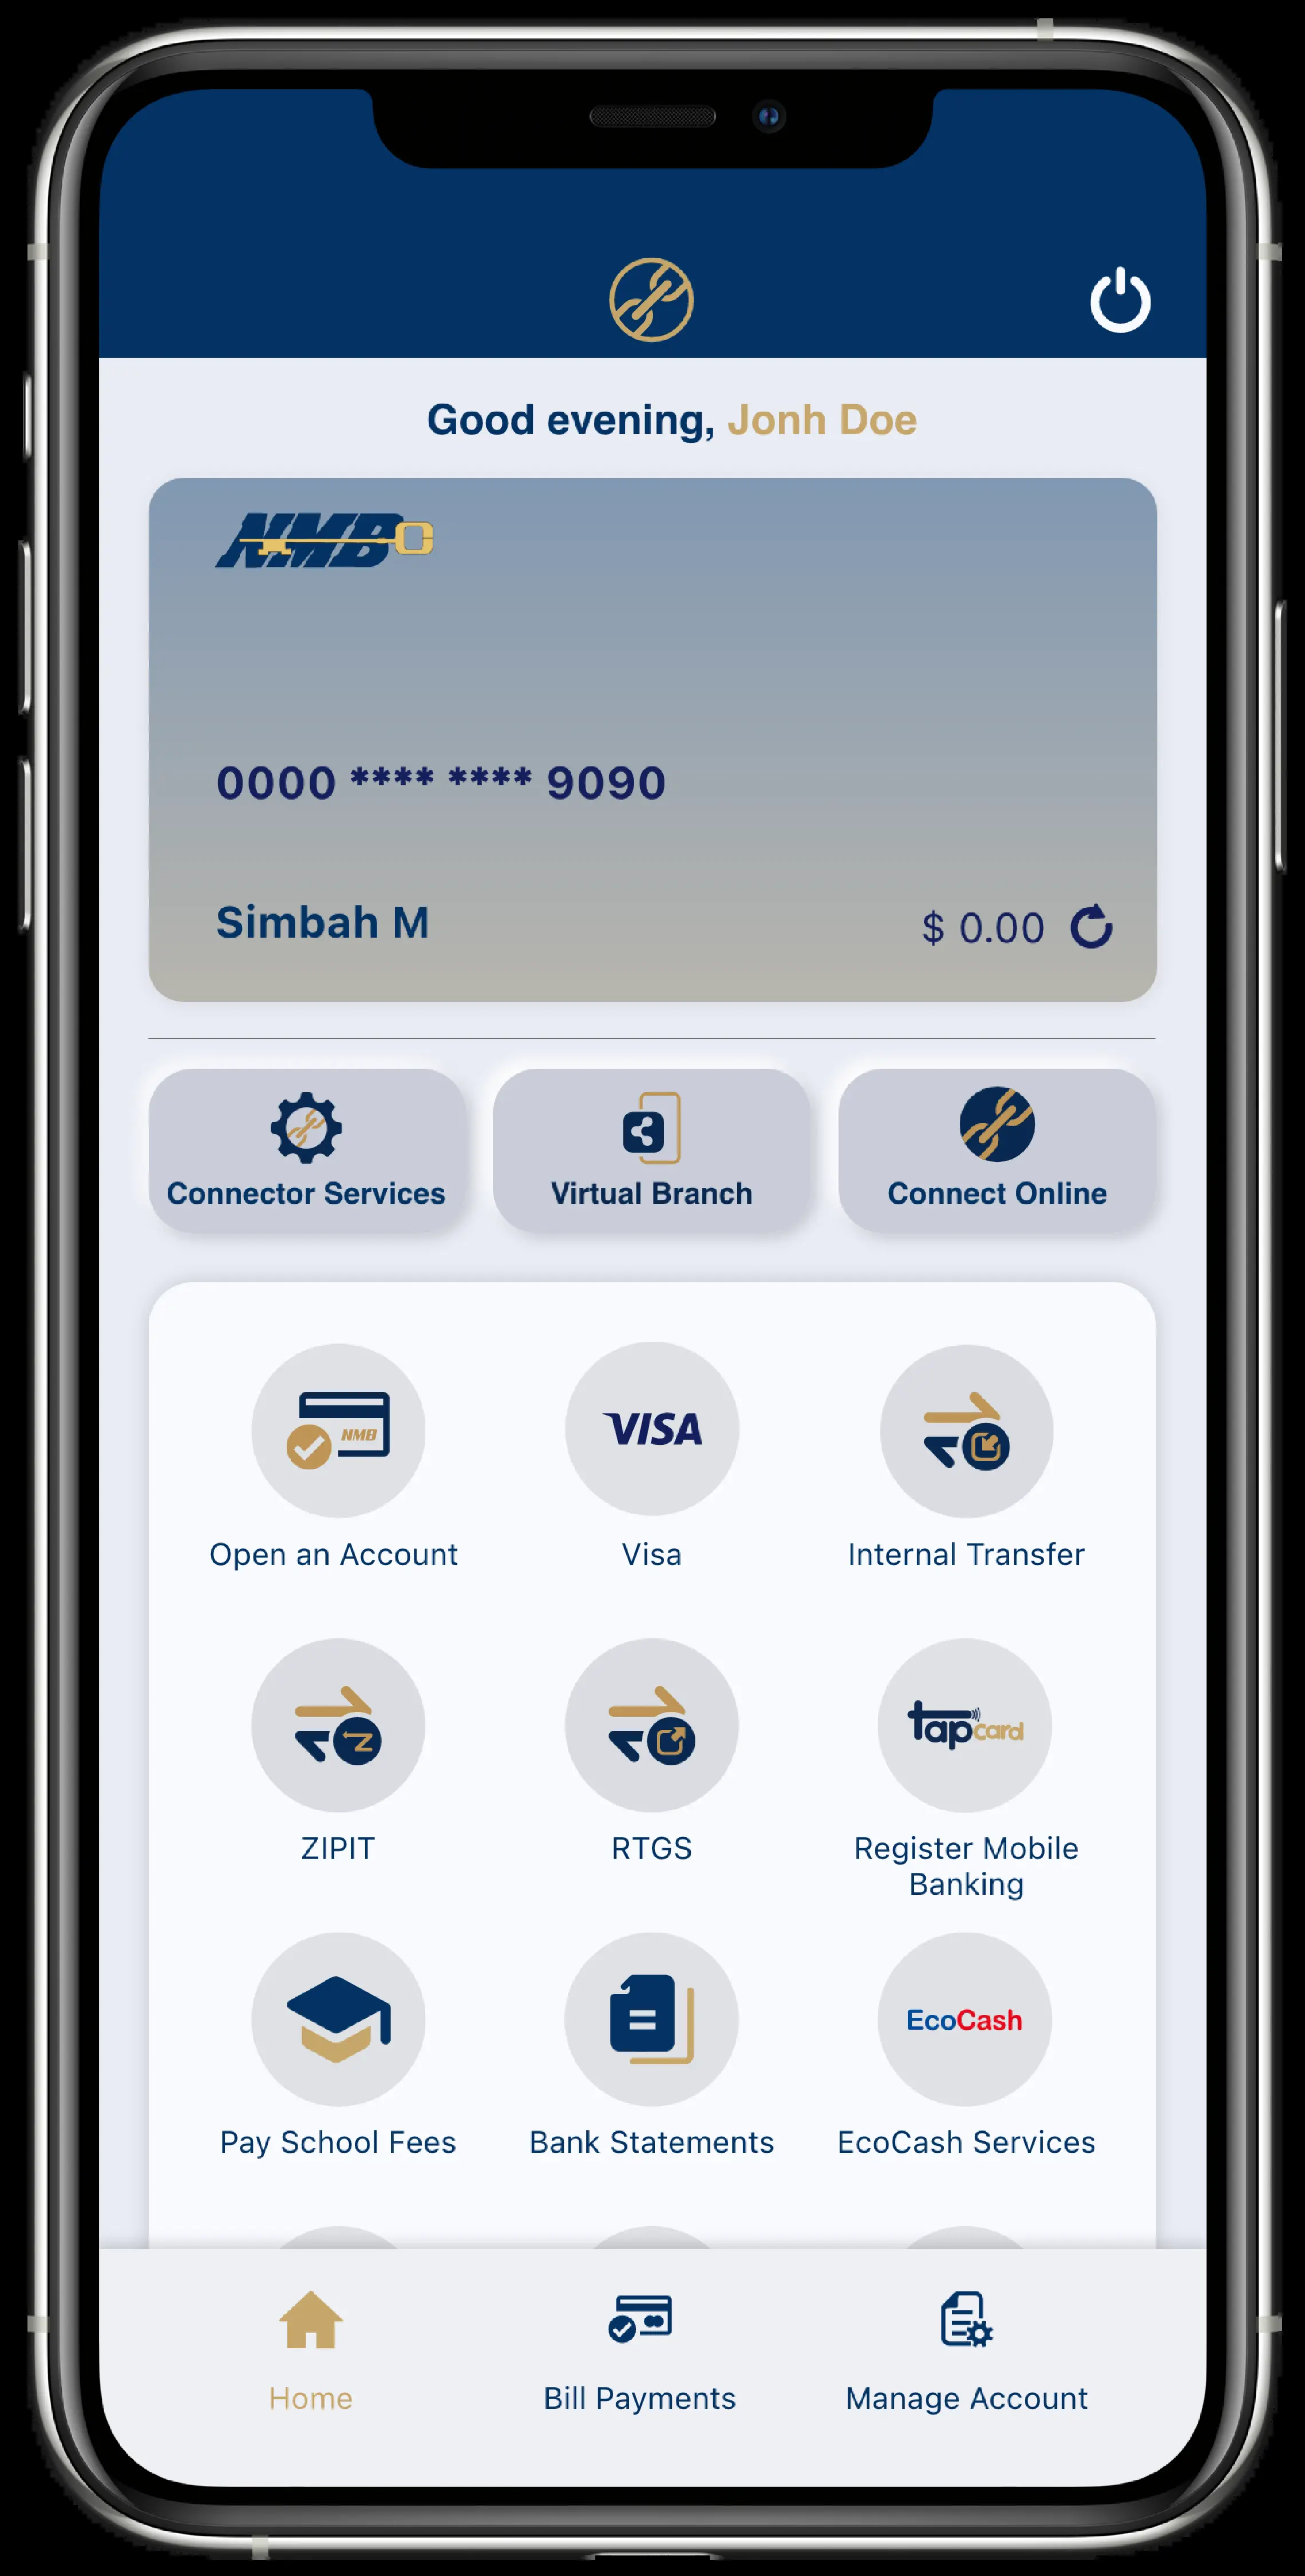 Good evening, Jonh Doe
NMB
0000 **** **** 9090
Simbah M
$ 0.00
Connector Services
Virtual Branch
Connect Online
NMB
VISA
Open an Account
Visa
Internal Transfer
Z
tapcard
ZIPIT
RTGS
Register Mobile
Banking
EcoCash
Pay School Fees
Bank Statements
EcoCash Services
Home
Bill Payments
Manage Account